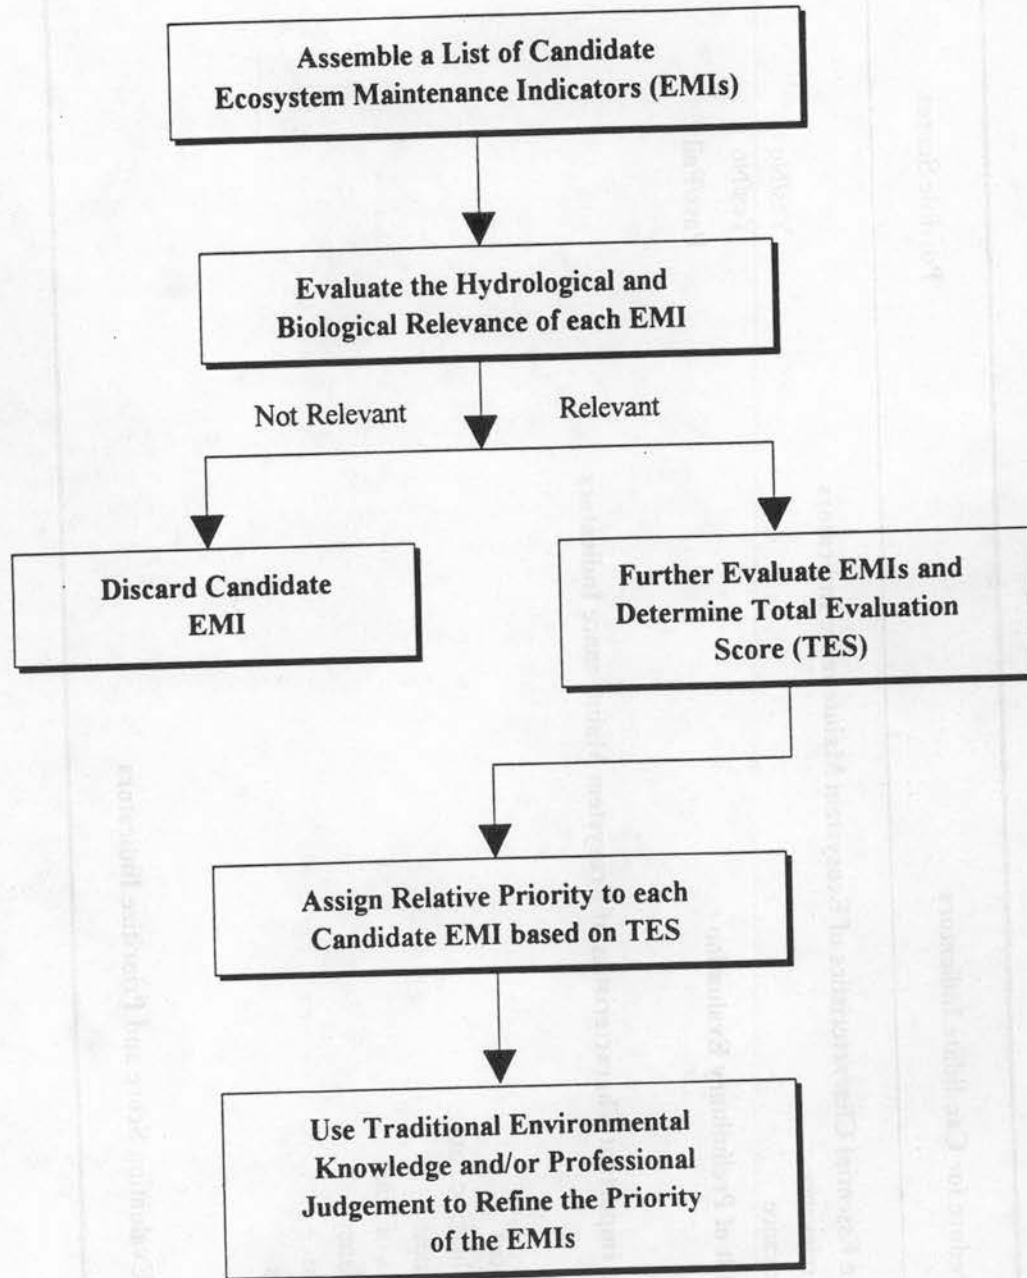 Assemble a List of Candidate
Ecosystem Maintenance Indicators (EMIs)
Evaluate the Hydrological and
Biological Relevance of each EMI
Not Relevant
Relevant
Discard Candidate
EMI
Further Evaluate EMIs and
Determine Total Evaluation
Score (TES)
Assign Relative Priority to each
Candidate EMI based on TES
Use Traditional Environmental
Knowledge and/or Professional
Judgement to Refine the Priority
of the EMIs